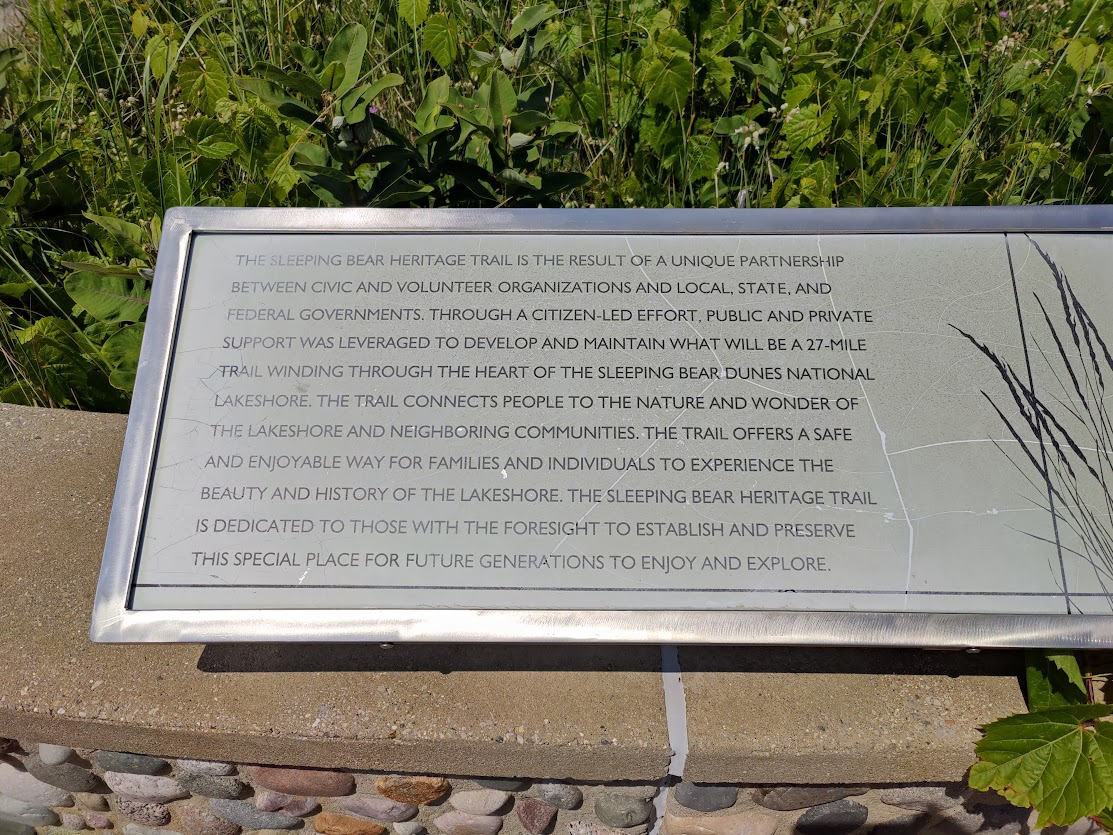 THE SLEEPING BEAR HERITAGE TRAIL IS THE RESULT OF A UNIQUE PARTNERSHIP
BETWEEN CIVIC AND VOLUNTEER ORGANIZATIONS AND LOCAL, STATE, AND
FEDERAL GOVERNMENTS. THROUGH A CITIZEN-LED EFFORT, PUBLIC AND PRIVATE
SUPPORT WAS LEVERAGED TO DEVELOP AND MAINTAIN WHAT WILL BE A 27-MILE
TRAIL WINDING THROUGH THE HEART OF THE SLEEPING BEAR DUNES NATIONAL
LAKESHORE. THE TRAIL CONNECTS PEOPLE TO THE NATURE AND WONDER OF
THE LAKESHORE AND NEIGHBORING COMMUNITIES. THE TRAIL OFFERS A SAFE
AND ENJOYABLE WAY FOR FAMILIES AND INDIVIDUALS TO EXPERIENCE THE
BEAUTY AND HISTORY OF THE LAKESHORE. THE SLEEPING BEAR HERITAGE TRAIL
IS DEDICATED TO THOSE WITH THE FORESIGHT TO ESTABLISH AND PRESERVE
THIS SPECIAL PLACE FOR FUTURE GENERATIONS TO ENJOY AND EXPLORE.